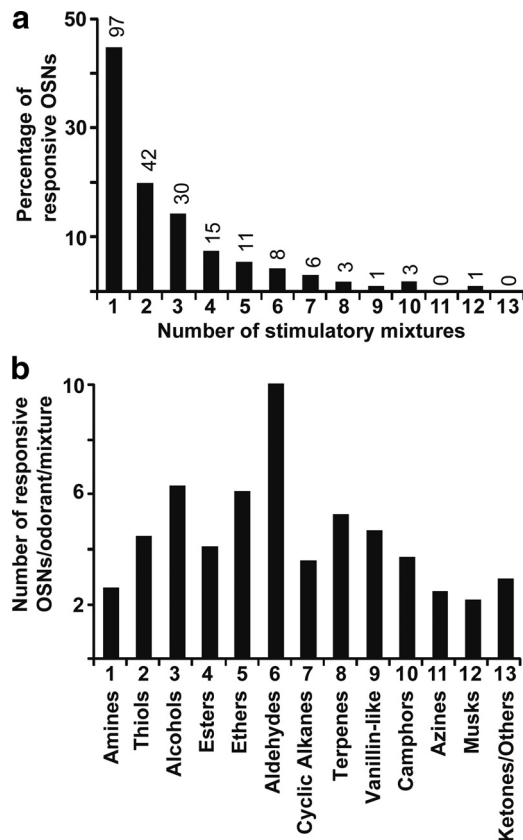 a
Percentage of
responsive OSNs
50
30
10
97
42
30
15
11
8
6
3
1
3
0
1
0
1 2 3 4 5 6 7 8 9 10 11 12 13
Number of stimulatory mixtures
b
Number of responsive
OSNs/odorant/mixture
10
6
2
1 2 3 4 5 6 7 8 9 10 11 12 13
Amines
Thiols
Alcohols
Esters
Ethers
Aldehydes
Cyclic Alkanes
Terpenes
Vanillin-like
Camphors
Azines
Musks
Ketones/Others